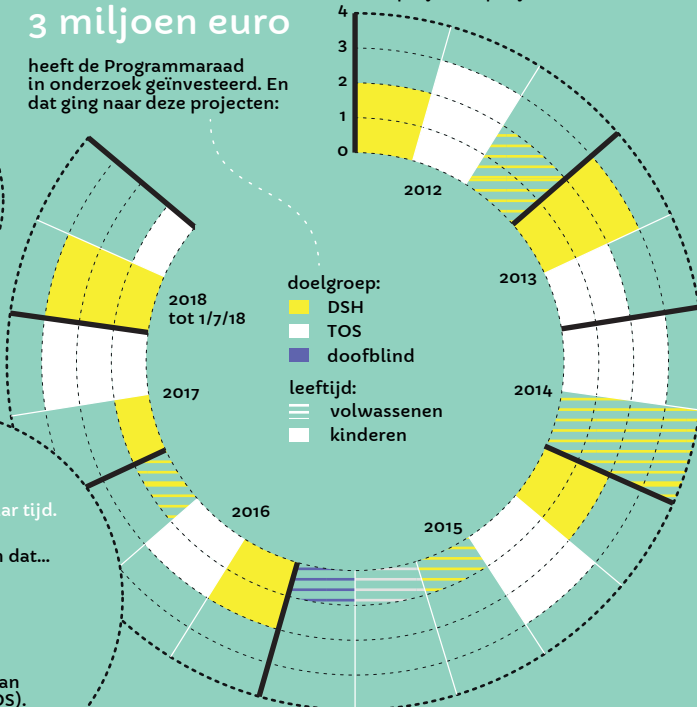 3 miljoen euro
heeft de Programmaraad
in onderzoek geïnvesteerd. En
dat ging naar deze projecten:
4
3
2
1
0
2012
2013
2014
2015
2016
2017
2018
tot 1/7/18
doelgroep:
DSH
TOS
doofblind
leeftijd:
volwassenen
kinderen
ar tijd.
n dat...
an
OS).